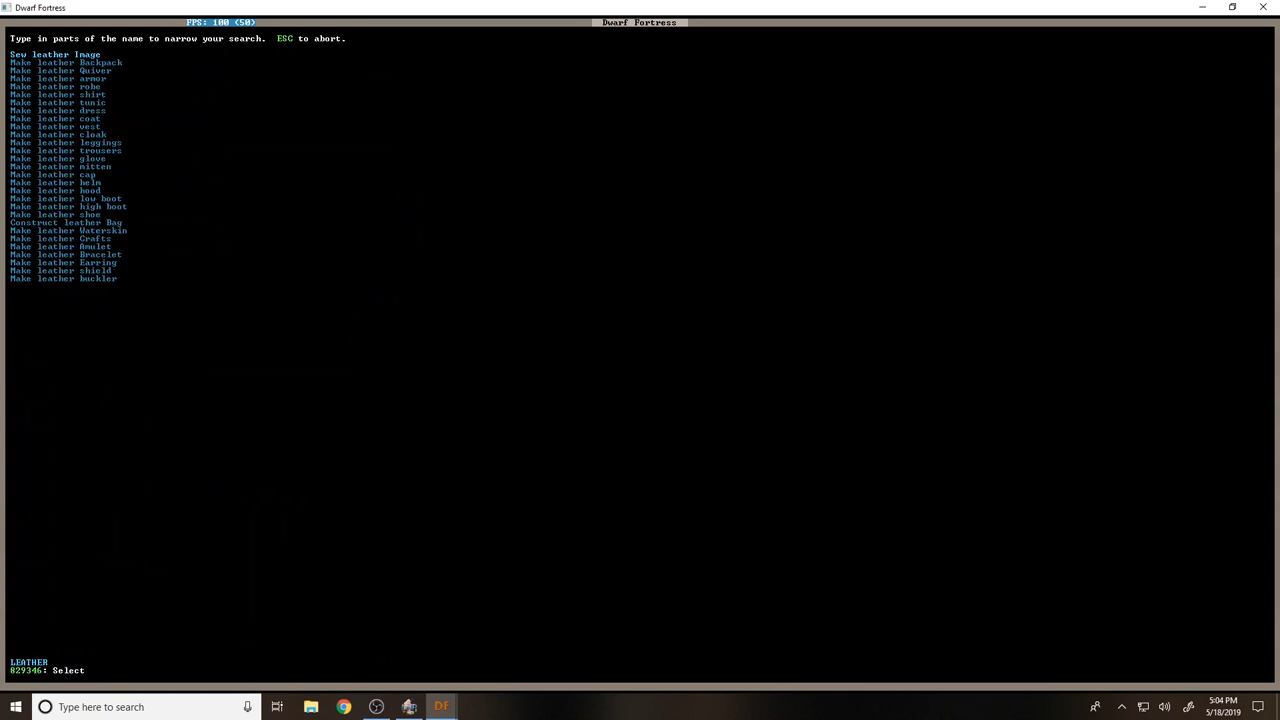 Dwarf Fortress
FPS: 100 (50)
Dwarf Fortress
Type in parts of the name to narrow your search. ESC to abort.
Sew leather Image
Make leather Backpack
Make leather Quiver
Make leather armor
Make leather robe
Make leather shirt
Make leather tunic
Make leather dress
Make leather coat
Make leather vest
Make leather cloak
Make leather leggings
Make leather trousers
Make leather glove
Make leather mitten
Make leather cap
Make leather helm
Make leather hood
Make leather low boot
Make leather high boot
Make leather shoe
Construct leather Bag
Make leather Waterskin
Make leather Crafts
Make leather Amulet
Make leather Bracelet
Make leather Earring
Make leather shield
Make leather buckler
LEATHER
829346: Select
Type here to search
DF
5:04 PM
5/18/2019